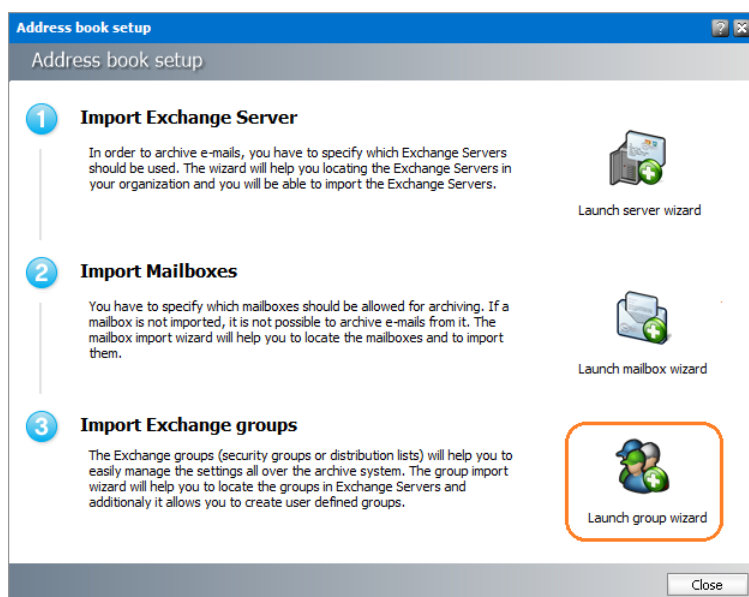 Address book setup
Address book setup
1
Import Exchange Server
In order to archive e-mails, you have to specify which Exchange Servers
should be used. The wizard will help you locating the Exchange Servers in
your organization and you will be able to import the Exchange Servers.
Launch server wizard
2
Import Mailboxes
You have to specify which mailboxes should be allowed for archiving. If a
mailbox is not imported, it is not possible to archive e-mails from it. The
mailbox import wizard will help you to locate the mailboxes and to import
them.
Launch mailbox wizard
3
Import Exchange groups
The Exchange groups (security groups or distribution lists) will help you to
easily manage the settings all over the archive system. The group import
wizard will help you to locate the groups in Exchange Servers and
additionaly it allows you to create user defined groups.
Launch group wizard
Close